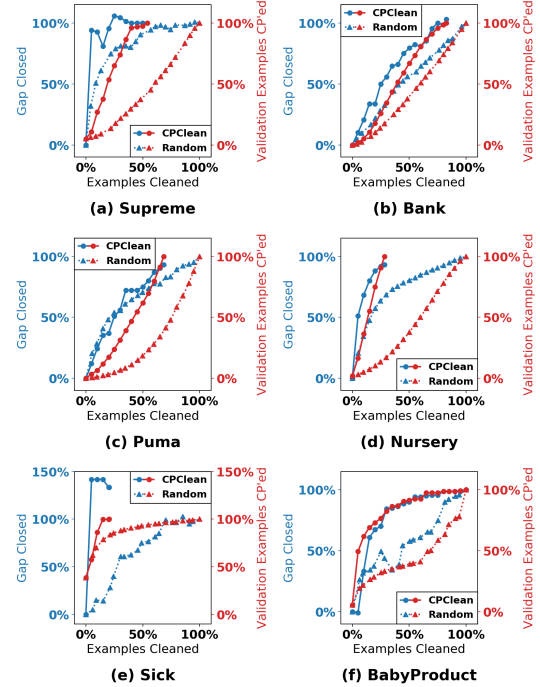 100%
50%
0%
Gap Closed
CPClean
Random
100%
50%
0%
Validation Examples CP'ed
0%
50%
100%
Examples Cleaned
(a) Supreme
100%
50%
0%
Gap Closed
CPClean
Random
100%
50%
0%
Validation Examples CP'ed
0%
50%
100%
Examples Cleaned
(b) Bank
100%
50%
0%
Gap Closed
CPClean
Random
100%
50%
0%
Validation Examples CP'ed
0%
50%
100%
Examples Cleaned
(c) Puma
100%
50%
0%
Gap Closed
CPClean
Random
100%
50%
0%
Validation Examples CP'ed
0%
50%
100%
Examples Cleaned
(d) Nursery
150%
100%
50%
0%
Gap Closed
CPClean
Random
150%
100%
50%
0%
Validation Examples CP'ed
0%
50%
100%
Examples Cleaned
(e) Sick
100%
50%
0%
Gap Closed
CPClean
Random
100%
50%
0%
Validation Examples CP'ed
0%
50%
100%
Examples Cleaned
(f) BabyProduct